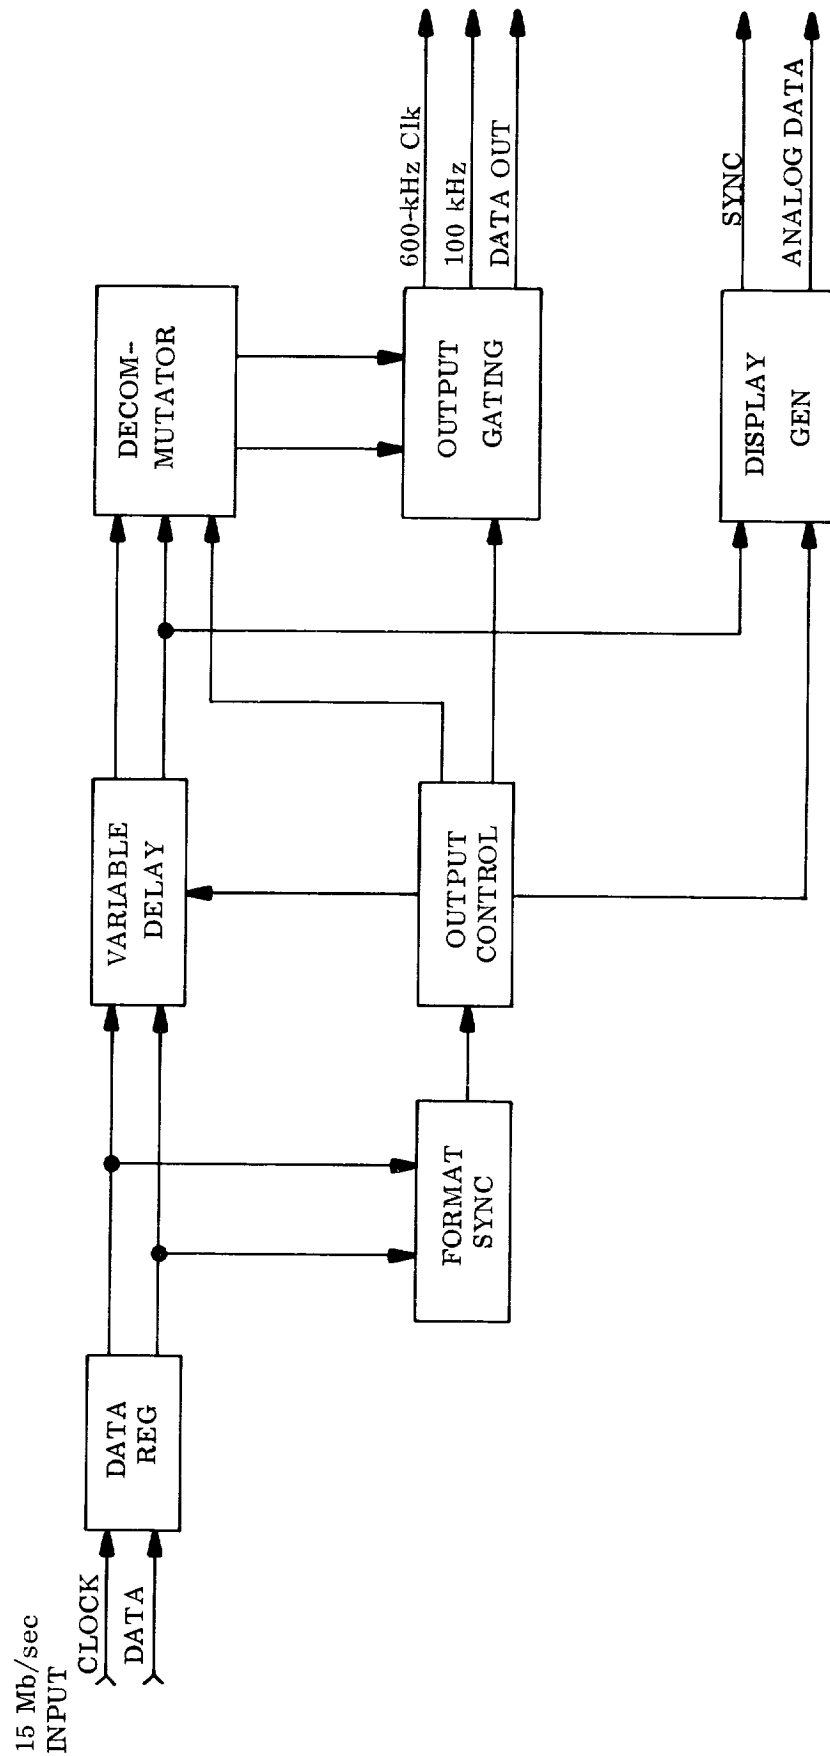 15 Mb/sec
INPUT
CLOCK
DATA
DATA
REG
FORMAT
SYNC
VARIABLE
DELAY
OUTPUT
CONTROL
DECOM-
MUTATOR
OUTPUT
GATING
DISPLAY
GEN
600-kHz Clk
100 kHz
DATA OUT
SYNC
ANALOG DATA